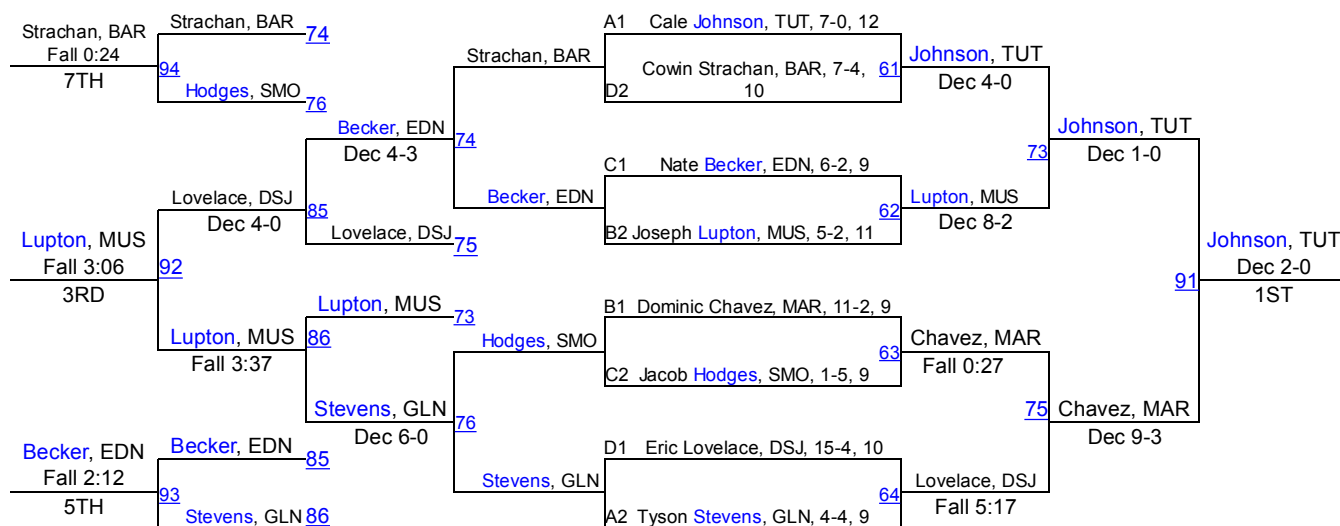 Strachan, BAR
Fall 0:24
7TH
94
Strachan, BAR
74
Hodges, SMO
76
Becker, EDN
Dec 4-3
74
Strachan, BAR
Becker, EDN
Lovelace, DSJ
Dec 4-0
85
Lovelace, DSJ
75
Lupton, MUS
Fall 3:06
3RD
92
Lupton, MUS
Fall 3:37
86
Lupton, MUS
73
Stevens, GLN
Dec 6-0
76
Hodges, SMO
Stevens, GLN
Becker, EDN
Fall 2:12
5TH
93
Becker, EDN
85
Stevens, GLN
86
A1 Cale Johnson, TUT, 7-0, 12
Cowin Strachan, BAR, 7-4,
D2 10
61
C1 Nate Becker, EDN, 6-2, 9
B2 Joseph Lupton, MUS, 5-2, 11
62
B1 Dominic Chavez, MAR, 11-2, 9
C2 Jacob Hodges, SMO, 1-5, 9
63
D1 Eric Lovelace, DSJ, 15-4, 10
A2 Tyson Stevens, GLN, 4-4, 9
64
Johnson, TUT
Dec 4-0
Lupton, MUS
Dec 8-2
73
Chavez, MAR
Fall 0:27
Lovelace, DSJ
Fall 5:17
75
Johnson, TUT
Dec 1-0
Chavez, MAR
Dec 9-3
91
Johnson, TUT
Dec 2-0
1ST